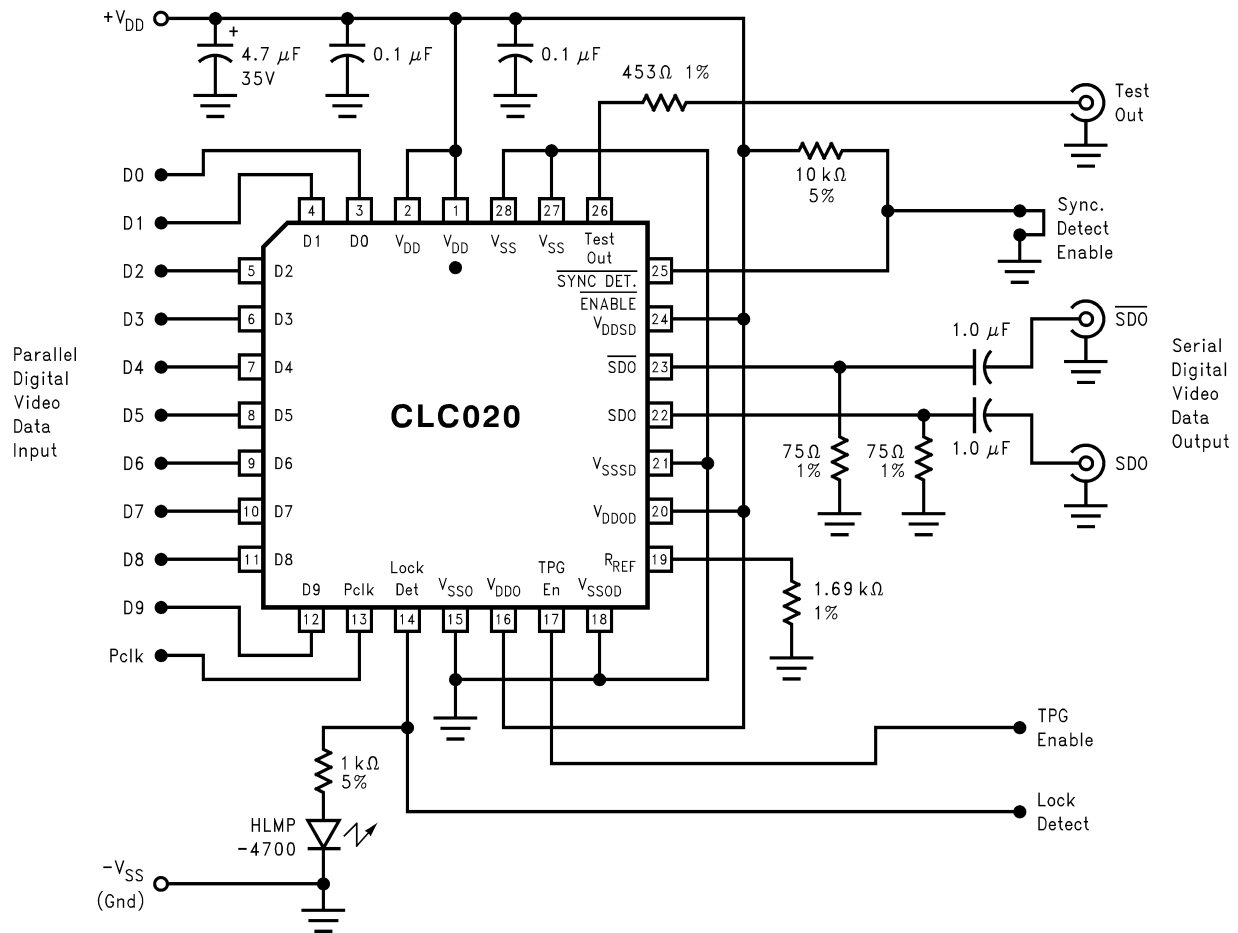 +VDD
+
4.7 μF
35V
0.1 μF
0.1 μF
453Ω 1%
Test
Out
10 kΩ
5%
Sync.
Detect
Enable
D0
D1
D2
D3
D4
D5
D6
D7
D8
D9
Pclk
Parallel
Digital
Video
Data
Input
4
3
2
1
28
27
26
D1
D0
VDD
VDD
VSS
VSS
Test
Out
SYNC DET.
ENABLE
5
D2
6
D3
7
D4
8
D5
9
D6
10
D7
11
D8
CLC020
25
VDDSD
24
SDO
23
SDO
22
VSSSD
21
VDDOD
20
RREF
19
D9
Pclk
Lock
Det
VSSO
VDDO
TPG
En
VSSOD
12
13
14
15
16
17
18
1.0 μF
SDO
1.0 μF
SDO
Serial
Digital
Video
Data
Output
75Ω
1%
75Ω
1%
1.69 kΩ
1%
TPG
Enable
Lock
Detect
1 kΩ
5%
HLMP
-4700
-VSS
(Gnd)